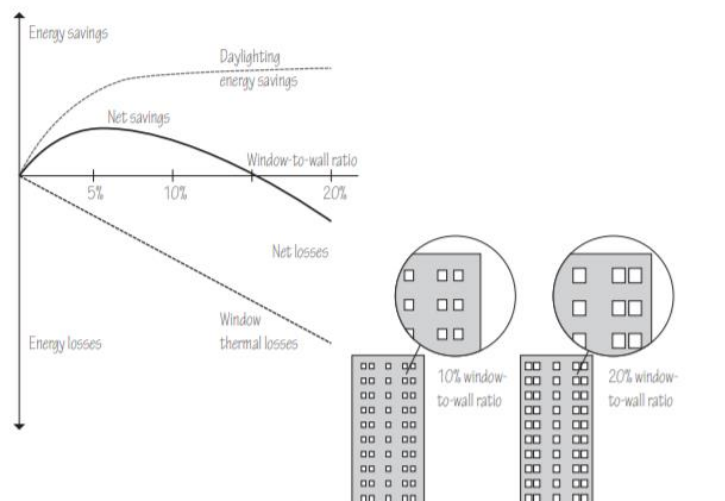 Energy savings
Daylighting
energy savings
Net savings
Window-to-wall ratio
5%
10%
20%
Net losses
Window
thermal losses
Energy losses
10% window-
to-wall ratio
20% window-
to-wall ratio